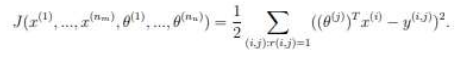 J(x^{(1)}, ..., x^{(n_m)}, θ^{(1)}, ..., θ^{(n_u)}) = \frac{1}{2} \sum_{(i,j):r(i,j)=1} ((θ^{(j)})^T x^{(i)} − y^{(i,j)})^2.